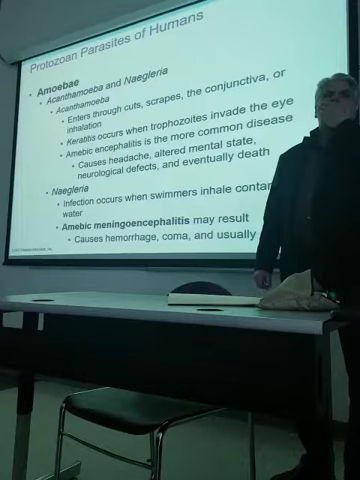 Protozoan Parasites of Humans
• Amoebae
• Acanthamoeba and Naegleria
• Acanthamoeba
• Enters through cuts, scrapes, the conjunctiva, or
inhalation
• Keratitis occurs when trophozoites invade the eye
• Amebic encephalitis is the more common disease
• Causes headache, altered mental state,
neurological defects, and eventually death
• Naegleria
• Infection occurs when swimmers inhale
water
• Amebic meningoencephalitis may result
• Causes hemorrhage, coma, and usually